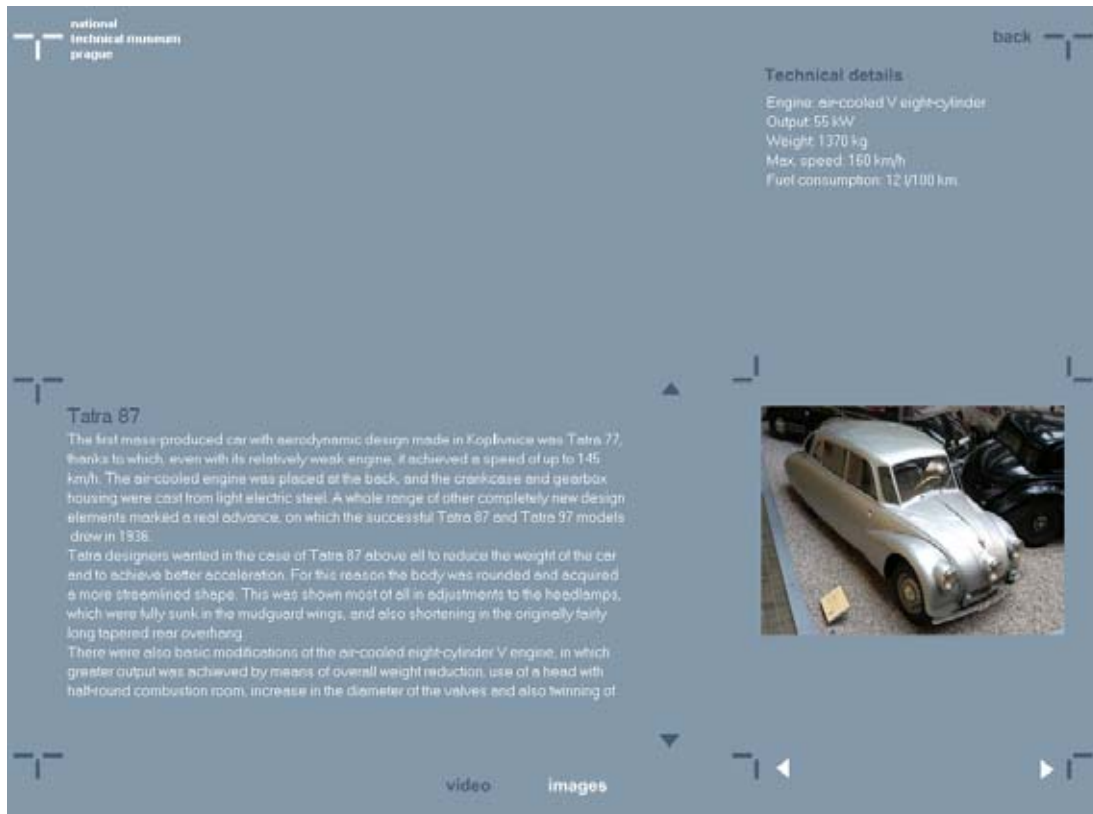 national
technical museum
prague
back
Technical details
Engine: air-cooled V eight-cylinder
Output: 55 kW
Weight: 1370 kg
Max. speed: 160 km/h
Fuel consumption: 12 l/100 km
Tatra 87
The first mass-produced car with aerodynamic design made in Koplivnice was Tatra 77,
thanks to which, even with its relatively weak engine, it achieved a speed of up to 145
km/h. The air-cooled engine was placed at the back, and the crankcase and gearbox
housing were cast from light electric steel. A whole range of other completely new design
elements marked a real advance, on which the successful Tatra 87 and Tatra 97 models
drew in 1936.
Tatra designers wanted in the case of Tatra 87 above all to reduce the weight of the car
and to achieve better acceleration. For this reason the body was rounded and acquired
a more streamlined shape. This was shown most of all in adjustments to the headlamps,
which were fully sunk in the mudguard wings, and also shortening in the originally fairly
long tapered rear overhang.
There were also basic modifications of the air-cooled eight-cylinder V engine, in which
greater output was achieved by means of overall weight reduction, use of a head with
half-round combustion room, increase in the diameter of the valves and also twinning of
video
images